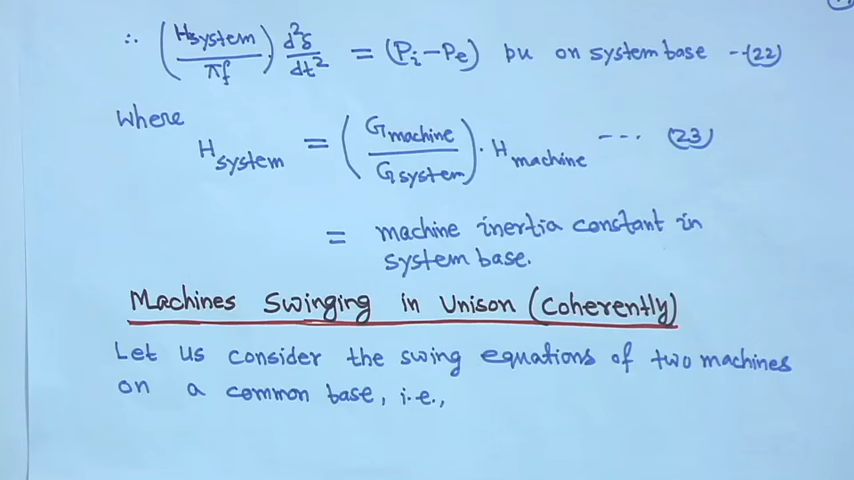 ∴ (Hsystem/πf) · d²δ/dt² = (Pi − Pe) pu on system base --(22)
Where
Hsystem = (Gmachine/Gsystem) · Hmachine ---- (23)
= machine inertia constant in
system base.
Machines Swinging in Unison (Coherently)
Let us consider the swing equations of two machines
on a common base, i.e.,